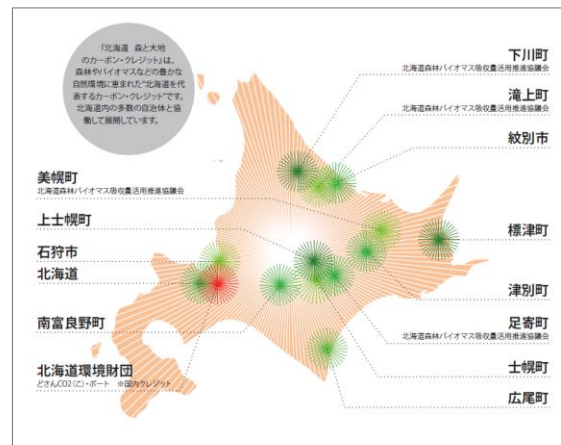 「北海道　森と大地
のカーボン・クレジット」は、
森林やバイオマスなどの豊かな
自然環境に恵まれた“北海道を代
表するカーボン・クレジット”です。
北海道内の多数の自治体と協
働して展開しています。
下川町
北海道森林バイオマス吸収量活用推進協議会
滝上町
北海道森林バイオマス吸収量活用推進協議会
紋別市
美幌町
北海道森林バイオマス吸収量活用推進協議会
上士幌町
石狩市
北海道
南富良野町
北海道環境財団
どさんCO2（こ）・ポート　※国内クレジット
標津町
津別町
足寄町
北海道森林バイオマス吸収量活用推進協議会
士幌町
広尾町